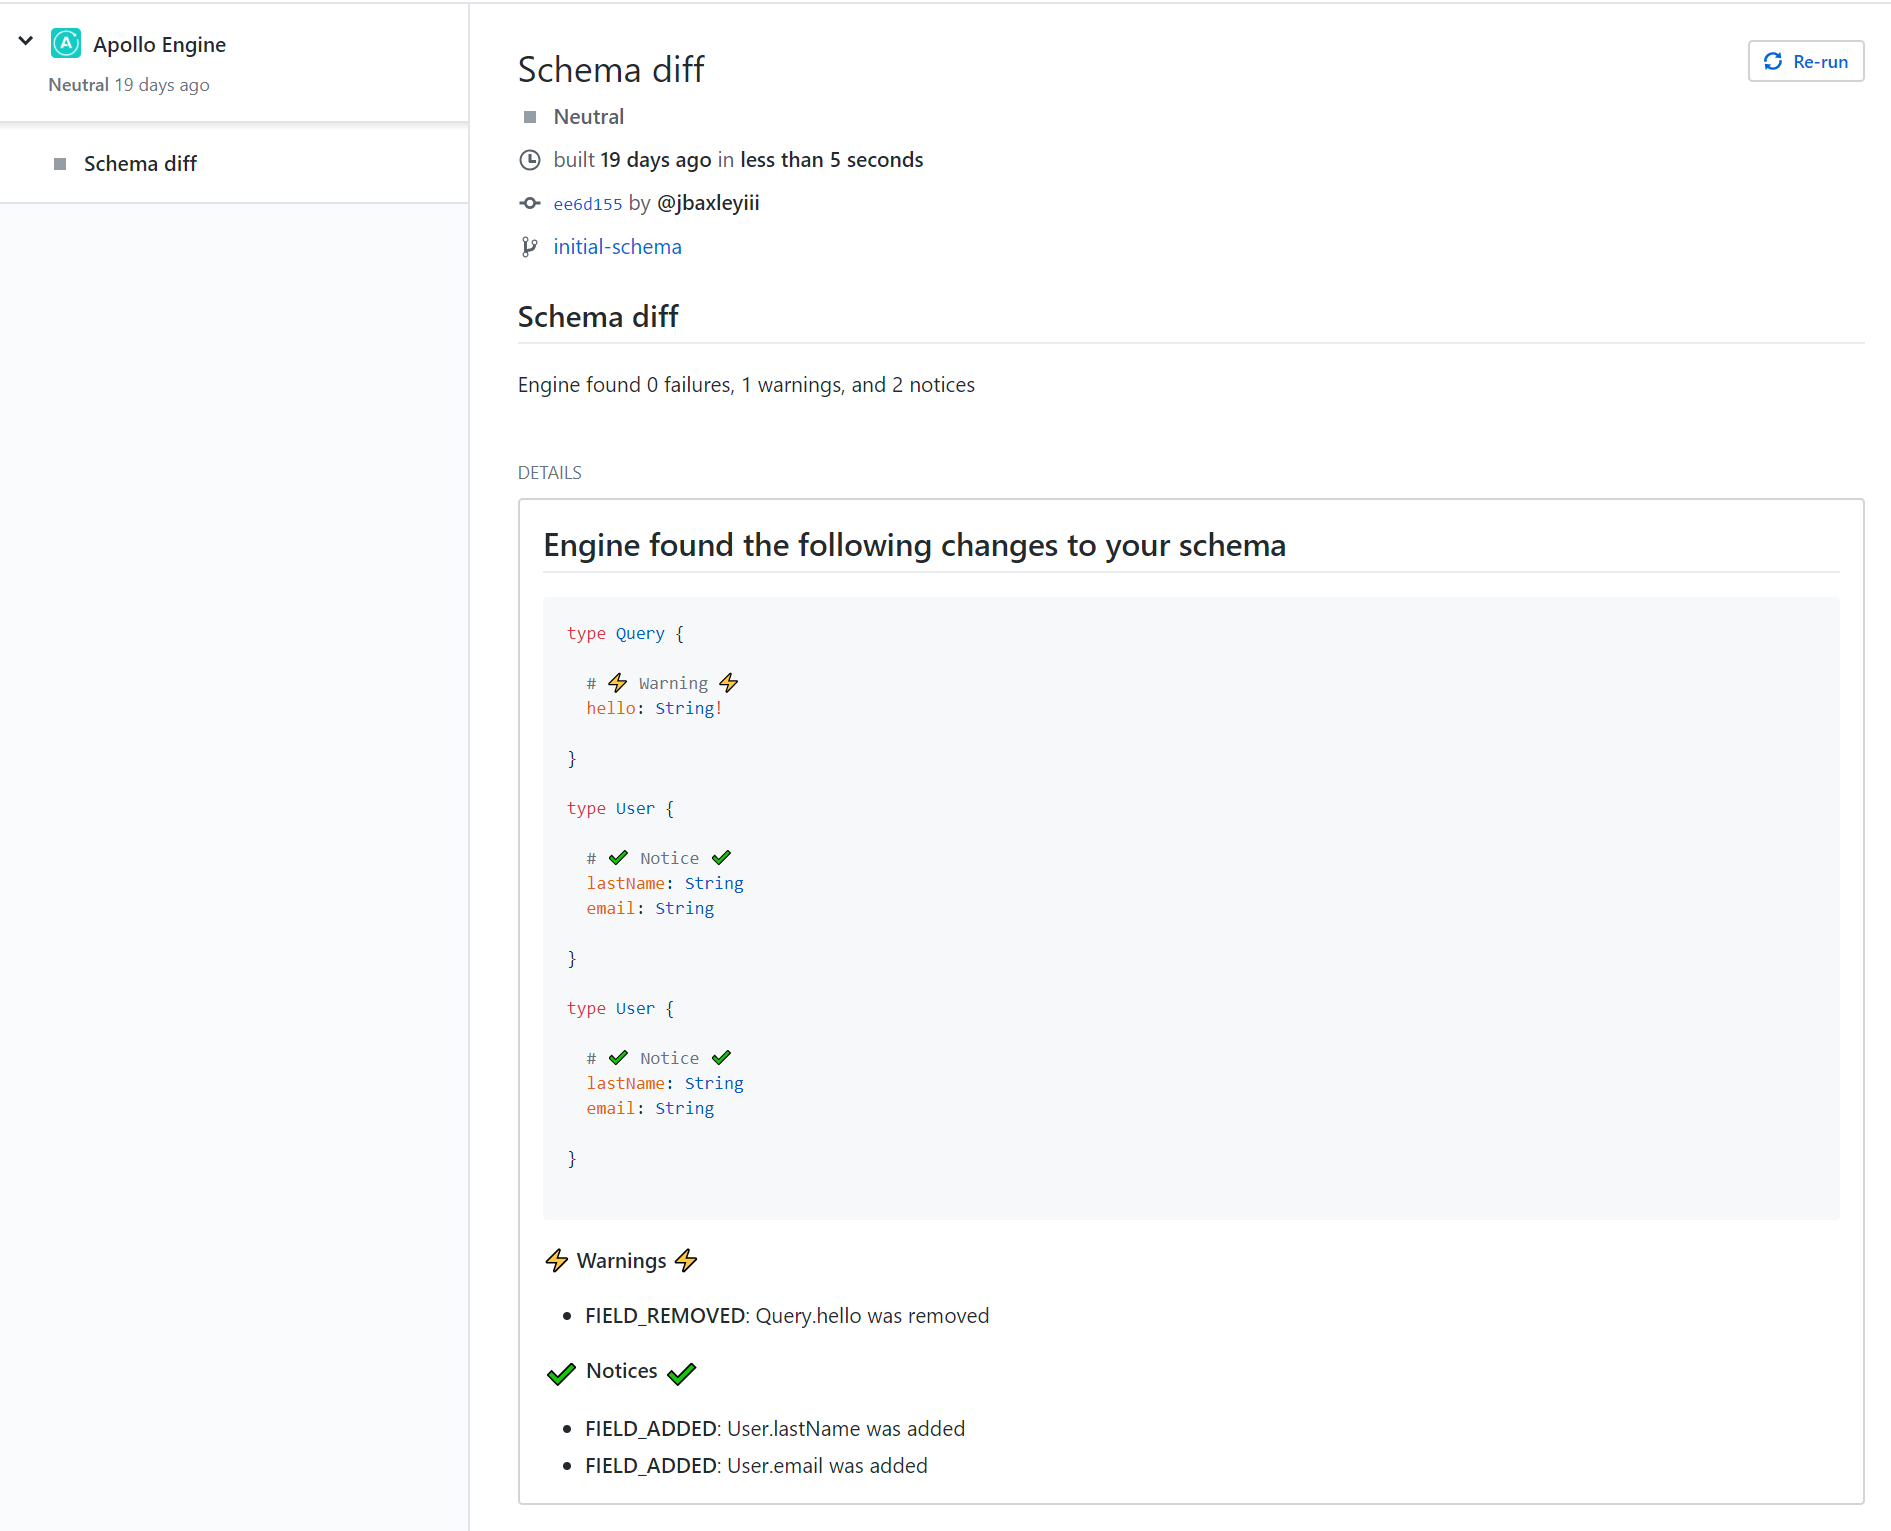 Apollo Engine
Neutral 19 days ago
Schema diff
Schema diff
Re-run
Neutral
built 19 days ago in less than 5 seconds
ee6d155 by @jbaxleyiii
initial-schema
Schema diff
Engine found 0 failures, 1 warnings, and 2 notices
DETAILS
Engine found the following changes to your schema
type Query {
# ⚡ Warning ⚡
hello: String!
}
type User {
# ✔ Notice ✔
lastName: String
email: String
}
type User {
# ✔ Notice ✔
lastName: String
email: String
}
⚡ Warnings ⚡
• FIELD_REMOVED: Query.hello was removed
✔ Notices ✔
• FIELD_ADDED: User.lastName was added
• FIELD_ADDED: User.email was added